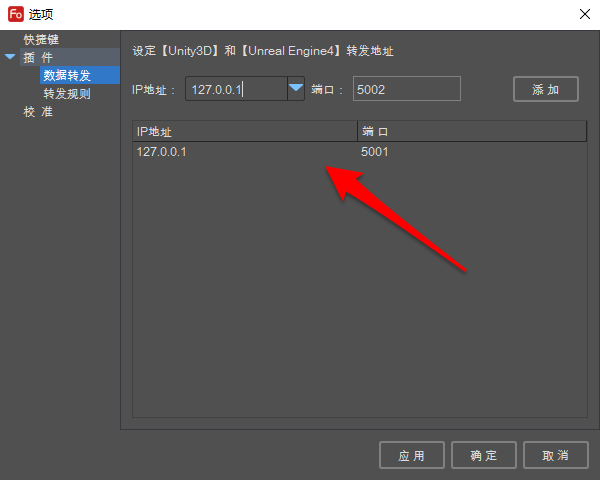 Fo 选项
快捷键
插 件
数据转发
转发规则
校 准
设定【Unity3D】和【Unreal Engine4】转发地址
IP地址： 127.0.0.1 端口： 5002 添 加
IP地址 端 口
127.0.0.1 5001
应 用 确 定 取 消